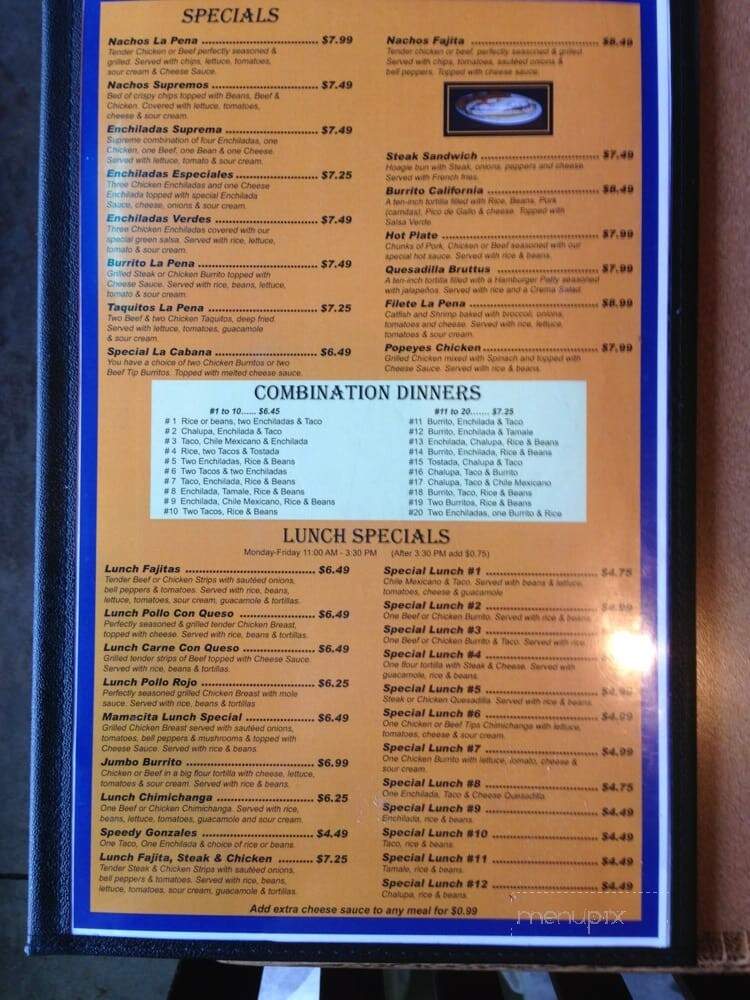 SPECIALS
Nachos La Pena ........ $7.99
Tender Chicken or Beef perfectly seasoned &
grilled. Served with chips, lettuce, tomatoes,
sour cream & Cheese Sauce.
Nachos Supremos ........ $7.49
Bed of crispy chips topped with Beans, Beef &
Chicken. Covered with lettuce, tomatoes,
cheese & sour cream.
Enchiladas Suprema ........ $7.49
Supreme combination of four Enchiladas, one
Chicken, one Beef, one Bean & one Cheese.
Served with lettuce, tomato & sour cream.
Enchiladas Especiales ........ $7.25
Three Chicken Enchiladas and one Cheese
Enchilada topped with special Enchilada
Sauce, cheese, onions & sour cream.
Enchiladas Verdes ........ $7.49
Three Chicken Enchiladas covered with our
special green salsa. Served with rice, lettuce,
tomato & sour cream.
Burrito La Pena ........ $7.49
Grilled Steak or Chicken Burrito topped with
Cheese Sauce. Served with rice, beans, lettuce,
tomato & sour cream.
Taquitos La Pena ........ $7.25
Two Beef & two Chicken Taquitos, deep fried.
Served with lettuce, tomatoes, guacamole
& sour cream.
Special La Cabana ........ $6.49
You have a choice of two Chicken Burritos or two
Beef Tip Burritos. Topped with melted cheese sauce.
Nachos Fajita ........ $8.49
Tender chicken or beef, perfectly seasoned & grilled.
Served with chips, tomatoes, sautéed onions &
bell peppers. Topped with cheese sauce.
Steak Sandwich ........ $7.49
Hoagie bun with Steak, onions, peppers and cheese.
Served with French fries.
Burrito California ........ $8.49
A ten-inch tortilla filled with Rice, Beans, Pork
(carnitas), Pico de Gallo & cheese. Topped with
Salsa Verde.
Hot Plate ........ $7.99
Chunks of Pork, Chicken or Beef seasoned with our
special hot sauce. Served with rice & beans.
Quesadilla Bruttus ........ $7.99
A ten-inch tortilla filled with a Hamburger Patty seasoned
with jalapeños. Served with rice and a Crema Salad.
Filete La Pena ........ $8.99
Catfish and Shrimp baked with broccoli, onions,
tomatoes and cheese. Served with rice, lettuce,
tomatoes & sour cream.
Popeyes Chicken ........ $7.99
Grilled Chicken mixed with Spinach and topped with
Cheese Sauce. Served with rice & beans.
COMBINATION DINNERS
#1 to 10...... $6.45
# 1 Rice or beans, two Enchiladas & Taco
# 2 Chalupa, Enchilada & Taco
# 3 Taco, Chile Mexicano & Enchilada
# 4 Rice, two Tacos & Tostada
# 5 Two Enchiladas, Rice & Beans
# 6 Two Tacos & two Enchiladas
# 7 Taco, Enchilada, Rice & Beans
# 8 Enchilada, Tamale, Rice & Beans
# 9 Enchilada, Chile Mexicano, Rice & Beans
#10 Two Tacos, Rice & Beans
#11 to 20....... $7.25
#11 Burrito, Enchilada & Taco
#12 Burrito, Enchilada & Tamale
#13 Enchilada, Chalupa, Rice & Beans
#14 Burrito, Enchilada, Rice & Beans
#15 Tostada, Chalupa & Taco
#16 Chalupa, Taco & Burrito
#17 Chalupa, Taco & Chile Mexicano
#18 Burrito, Taco, Rice & Beans
#19 Two Burritos, Rice & Beans
#20 Two Enchiladas, one Burrito & Rice
LUNCH SPECIALS
Monday-Friday 11:00 AM - 3:30 PM (After 3:30 PM add $0.75)
Lunch Fajitas ........ $6.49
Tender Beef or Chicken Strips with sautéed onions,
bell peppers & tomatoes. Served with rice, beans,
lettuce, tomatoes, sour cream, guacamole & tortillas.
Lunch Pollo Con Queso ........ $6.49
Perfectly seasoned & grilled tender Chicken Breast,
topped with cheese. Served with rice, beans & tortillas.
Lunch Carne Con Queso ........ $6.49
Grilled tender strips of Beef topped with Cheese Sauce.
Served with rice, beans & tortillas.
Lunch Pollo Rojo ........ $6.25
Perfectly seasoned grilled Chicken Breast with mole
sauce. Served with rice, beans & tortillas
Mamacita Lunch Special ........ $6.49
Grilled Chicken Breast served with sautéed onions,
tomatoes, bell peppers & mushrooms & topped with
Cheese Sauce. Served with rice & beans
Jumbo Burrito ........ $6.99
Chicken or Beef in a big flour tortilla with cheese, lettuce,
tomatoes & sour cream. Served with rice & beans.
Lunch Chimichanga ........ $6.25
One Beef or Chicken Chimichanga. Served with rice,
beans, lettuce, tomatoes, guacamole and sour cream.
Speedy Gonzales ........ $4.49
One Taco, One Enchilada & choice of rice or beans.
Lunch Fajita, Steak & Chicken ........ $7.25
Tender Steak & Chicken Strips with sautéed onions,
bell peppers & tomatoes. Served with rice, beans,
lettuce, tomatoes, sour cream, guacamole & tortillas.
Special Lunch #1 ........ $4.75
Chile Mexicano & Taco. Served with beans & lettuce,
tomatoes, cheese & guacamole
Special Lunch #2 ........ $4.99
One Beef or Chicken Burrito. Served with rice & beans
Special Lunch #3 ........
One Beef or Chicken Burrito & Taco. Served with rice.
Special Lunch #4 ........
One flour tortilla with Steak & Cheese. Served with
guacamole, rice & beans.
Special Lunch #5 ........
Steak or Chicken Quesadilla. Served with rice & beans.
Special Lunch #6 ........ $4.99
One Chicken or Beef Tips Chimichanga with lettuce,
tomatoes, cheese & sour cream.
Special Lunch #7 ........ $4.99
One Chicken Burrito with lettuce, tomato, cheese &
sour cream.
Special Lunch #8 ........ $4.75
One Enchilada, Taco & Cheese Quesadilla.
Special Lunch #9 ........ $4.49
Enchilada, rice & beans.
Special Lunch #10 ........ $4.49
Taco, rice & beans.
Special Lunch #11 ........ $4.49
Tamale, rice & beans.
Special Lunch #12 ........ $4.49
Chalupa, rice & beans.
Add extra cheese sauce to any meal for $0.99
menupix